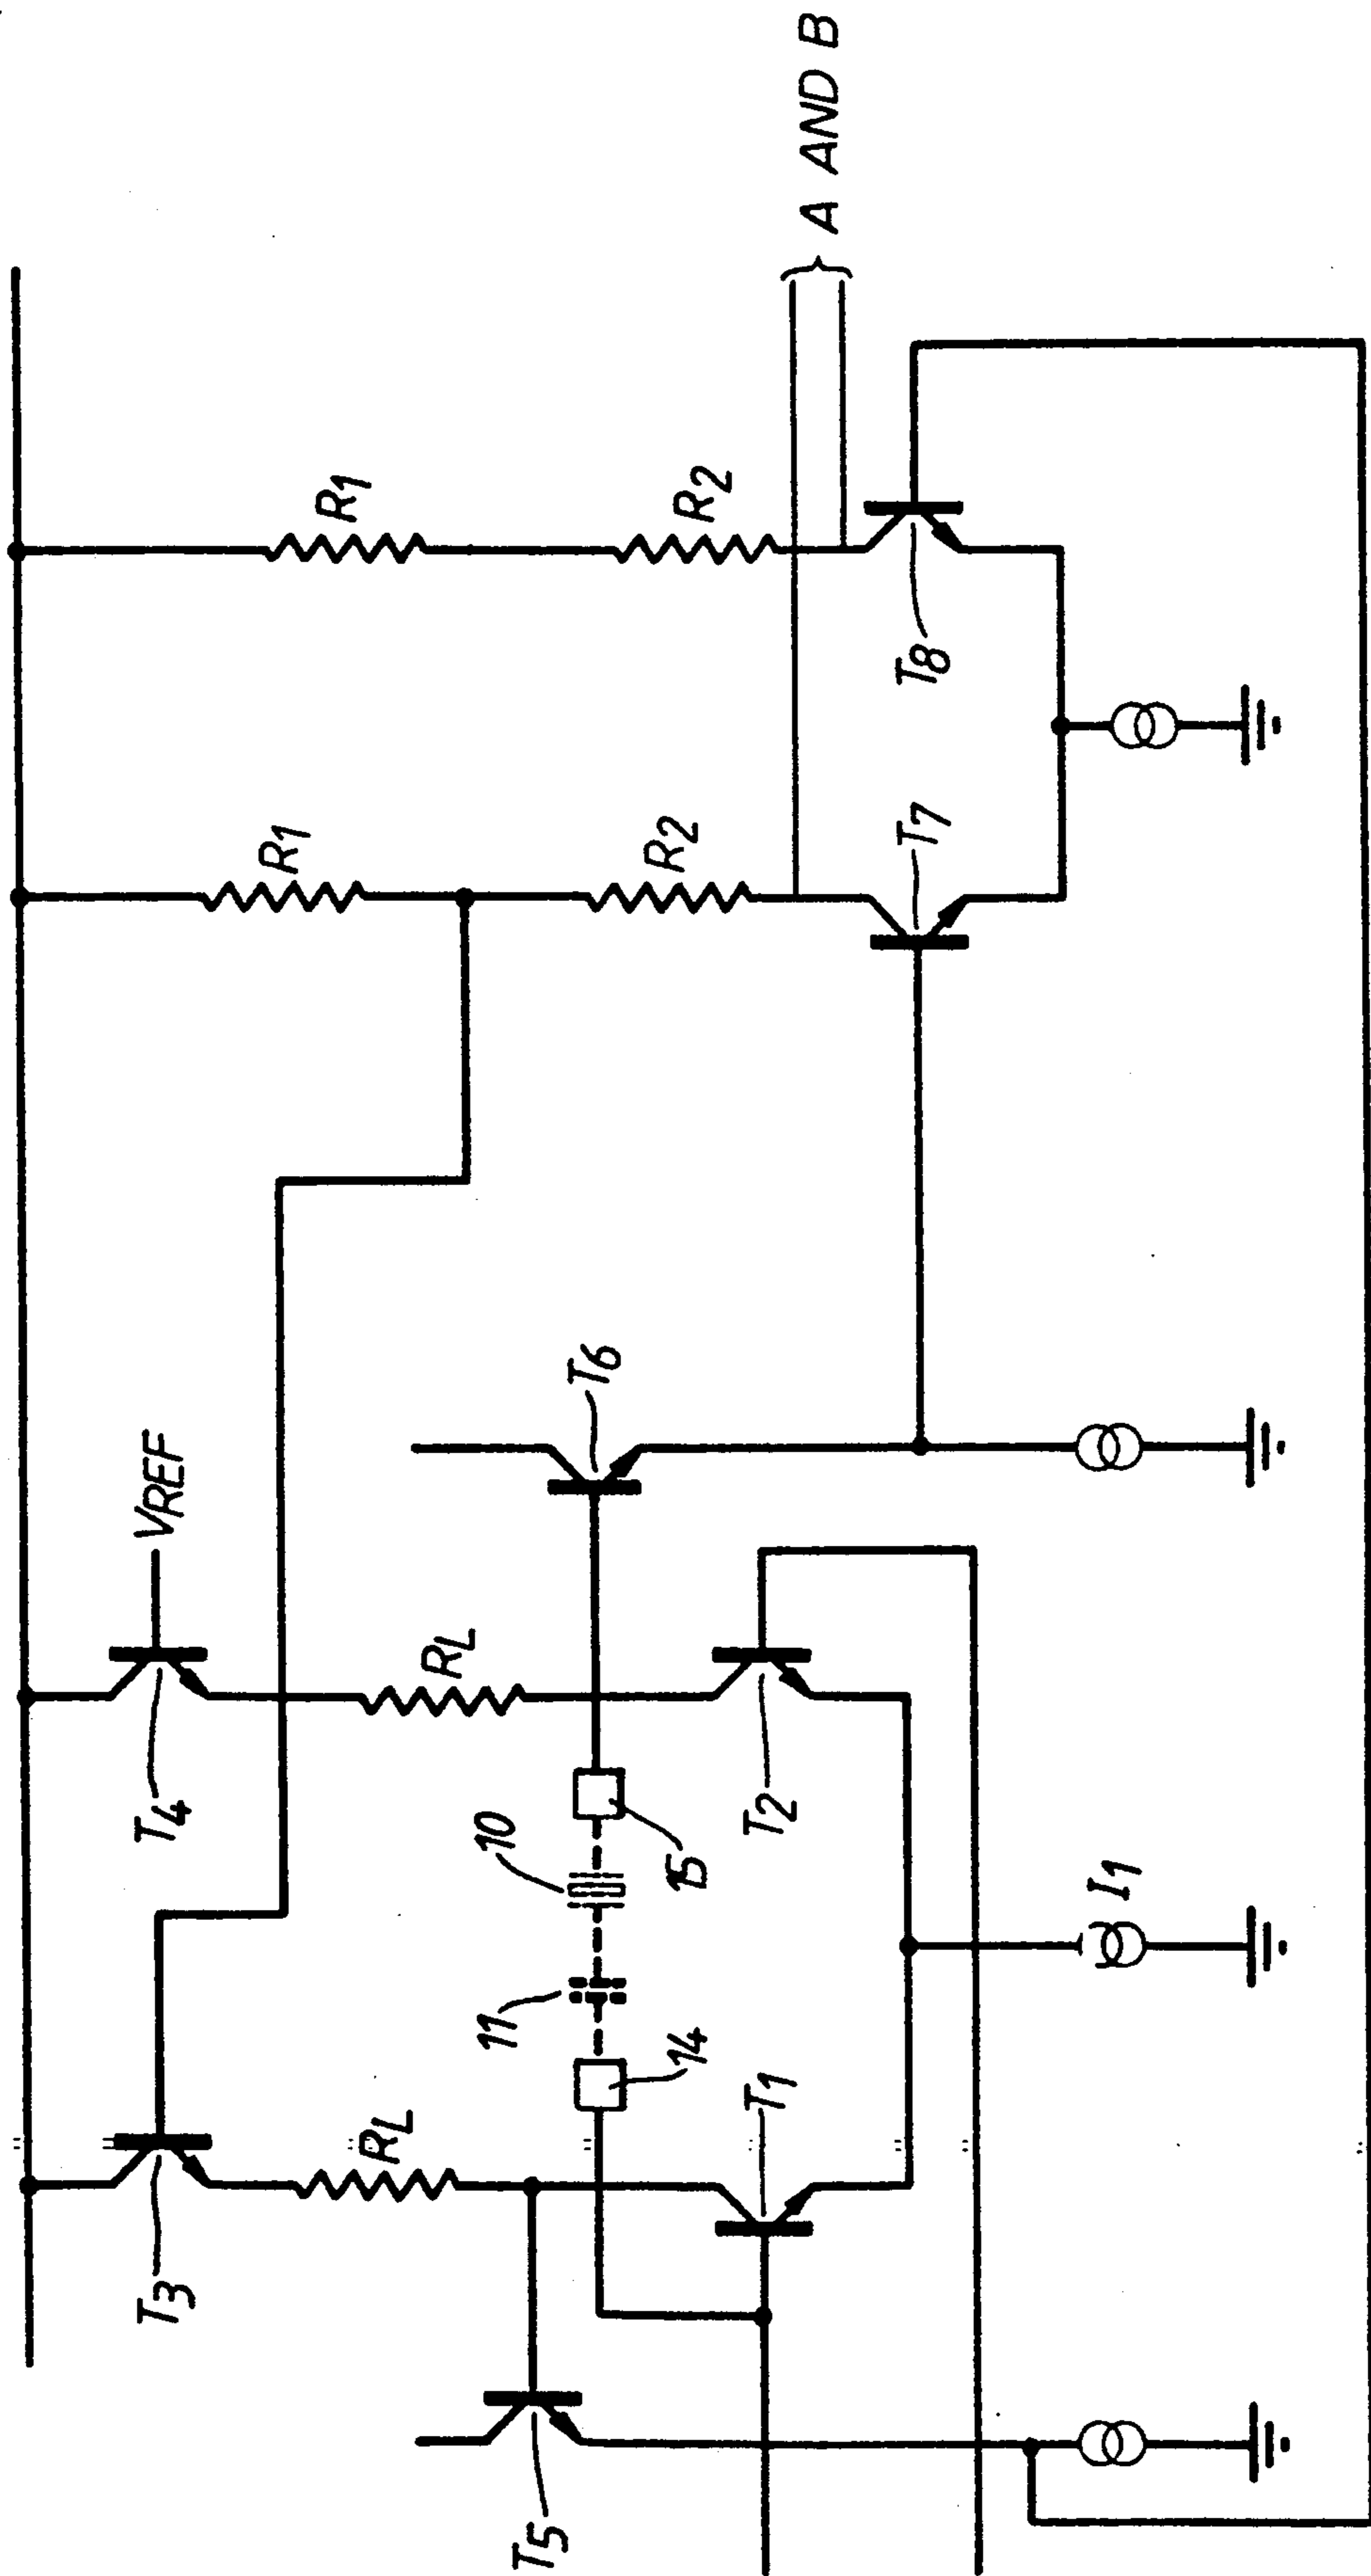 A AND B
R1
R2
R1
R2
T8
T7
VREF
T6
T4
RL
10
15
T2
11
14
I1
T3
RL
T1
T5